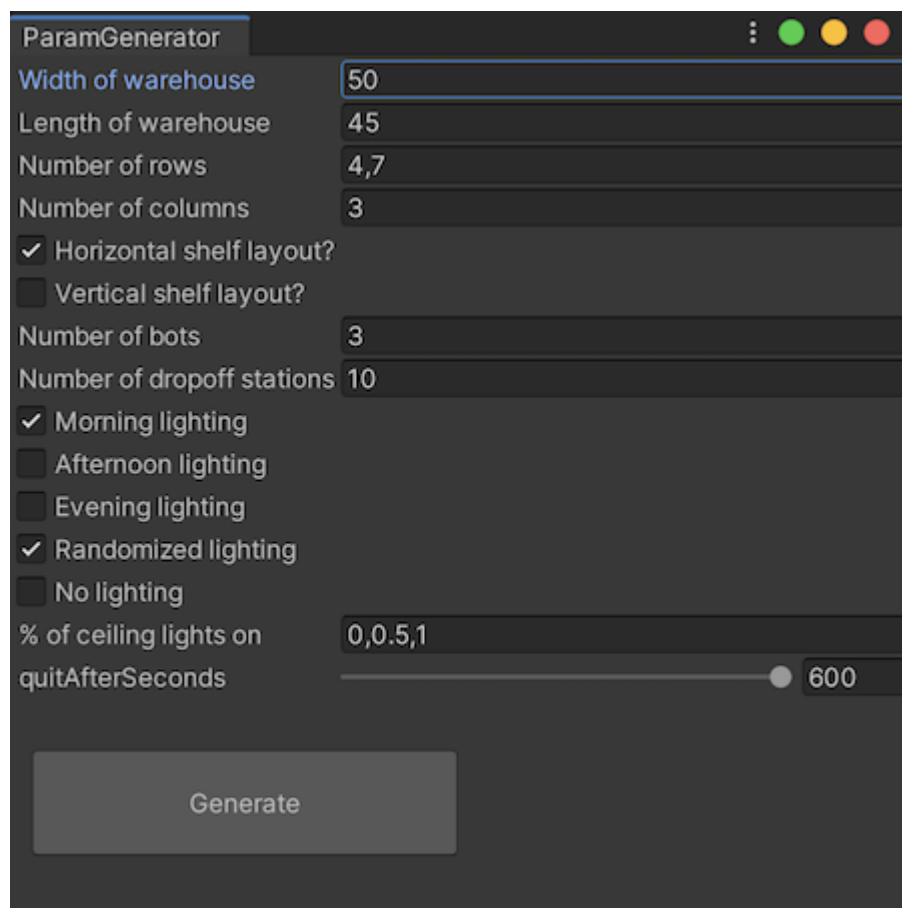 ParamGenerator
Width of warehouse 50
Length of warehouse 45
Number of rows 4,7
Number of columns 3
Horizontal shelf layout?
Vertical shelf layout?
Number of bots 3
Number of dropoff stations 10
Morning lighting
Afternoon lighting
Evening lighting
Randomized lighting
No lighting
% of ceiling lights on 0,0.5,1
quitAfterSeconds 600
Generate